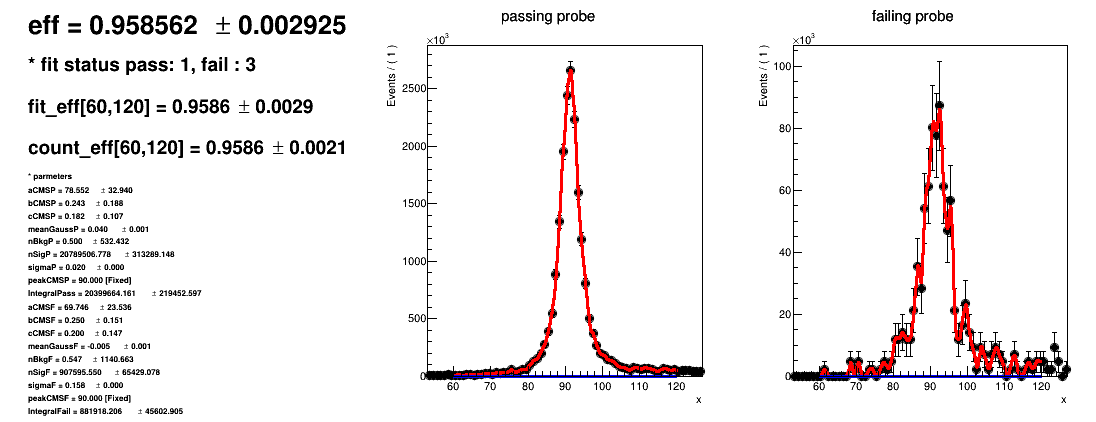 eff = 0.958562 ± 0.002925
* fit status pass: 1, fail : 3
fit_eff[60,120] = 0.9586 ± 0.0029
count_eff[60,120] = 0.9586 ± 0.0021
* parmeters
aCMSP = 78.552 ± 32.940
bCMSP = 0.243 ± 0.188
cCMSP = 0.182 ± 0.107
meanGaussP = 0.040 ± 0.001
nBkgP = 0.500 ± 532.432
nSigP = 20789506.778 ± 313289.148
sigmaP = 0.020 ± 0.000
peakCMSP = 90.000 [Fixed]
IntegralPass = 20399664.161 ± 219452.597
aCMSF = 69.746 ± 23.536
bCMSF = 0.250 ± 0.151
cCMSF = 0.200 ± 0.147
meanGaussF = -0.005 ± 0.001
nBkgF = 0.547 ± 1140.663
nSigF = 907595.550 ± 65429.078
sigmaF = 0.158 ± 0.000
peakCMSF = 90.000 [Fixed]
IntegralFail = 881918.206 ± 45602.905
passing probe
×10³
Events / ( 1 )
2500
2000
1500
1000
500
0
60 70 80 90 100 110 120
x
failing probe
×10³
Events / ( 1 )
100
80
60
40
20
0
60 70 80 90 100 110 120
x